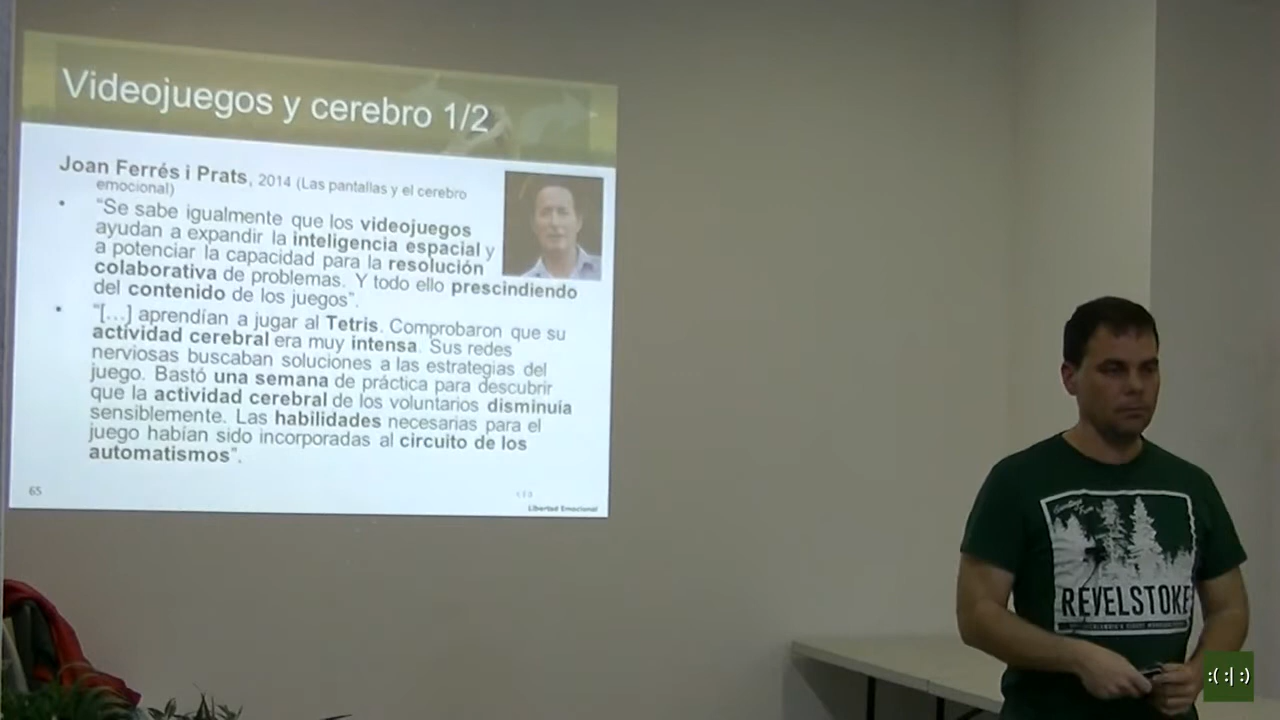 Videojuegos y cerebro 1/2
Joan Ferrés i Prats, 2014 (Las pantallas y el cerebro
emocional)
• “Se sabe igualmente que los videojuegos
ayudan a expandir la inteligencia espacial y
a potenciar la capacidad para la resolución
colaborativa de problemas. Y todo ello prescindiendo
del contenido de los juegos”.
• “[...] aprendían a jugar al Tetris. Comprobaron que su
actividad cerebral era muy intensa. Sus redes
nerviosas buscaban soluciones a las estrategias del
juego. Bastó una semana de práctica para descubrir
que la actividad cerebral de los voluntarios disminuía
sensiblemente. Las habilidades necesarias para el
juego habían sido incorporadas al circuito de los
automatismos”.
65
Libertad Emocional
REVELSTOKE
:( :| :)